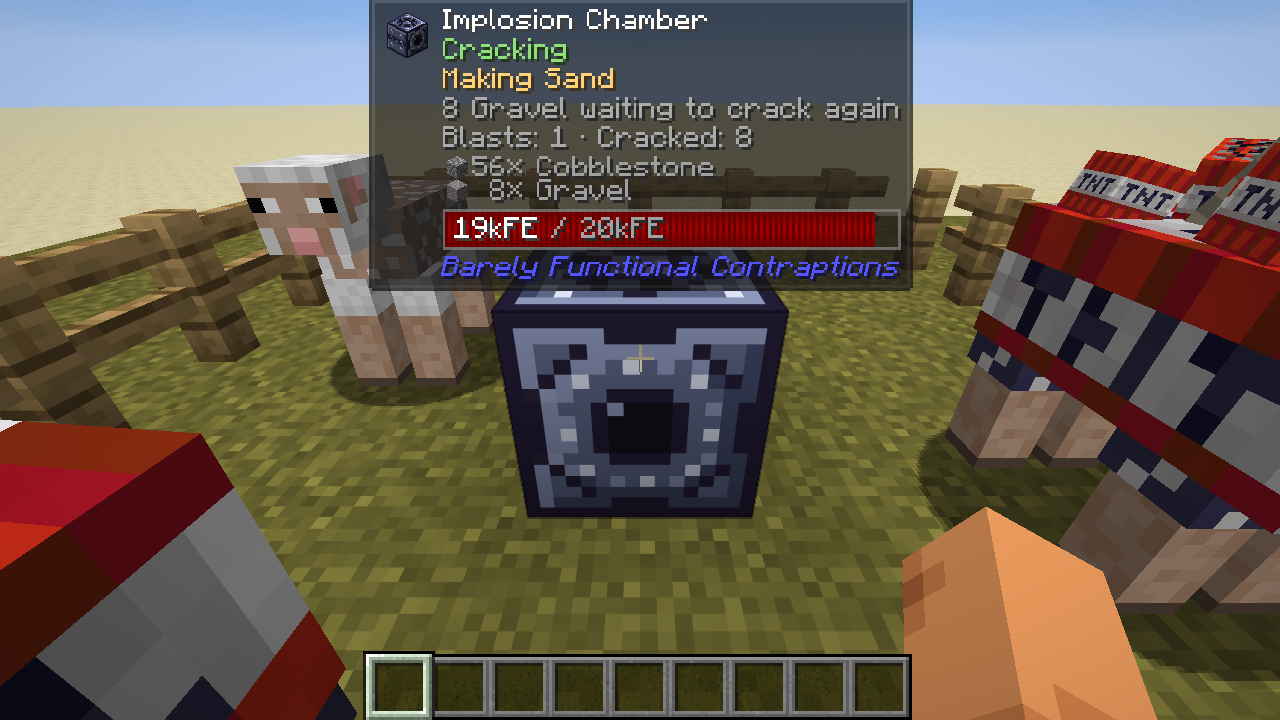 Implosion Chamber
Cracking
Making Sand
8 Gravel waiting to crack again
Blasts: 1 · Cracked: 8
56x Cobblestone
8x Gravel
19kFE / 20kFE
Barely Functional Contraptions
TNT TNT
TNT